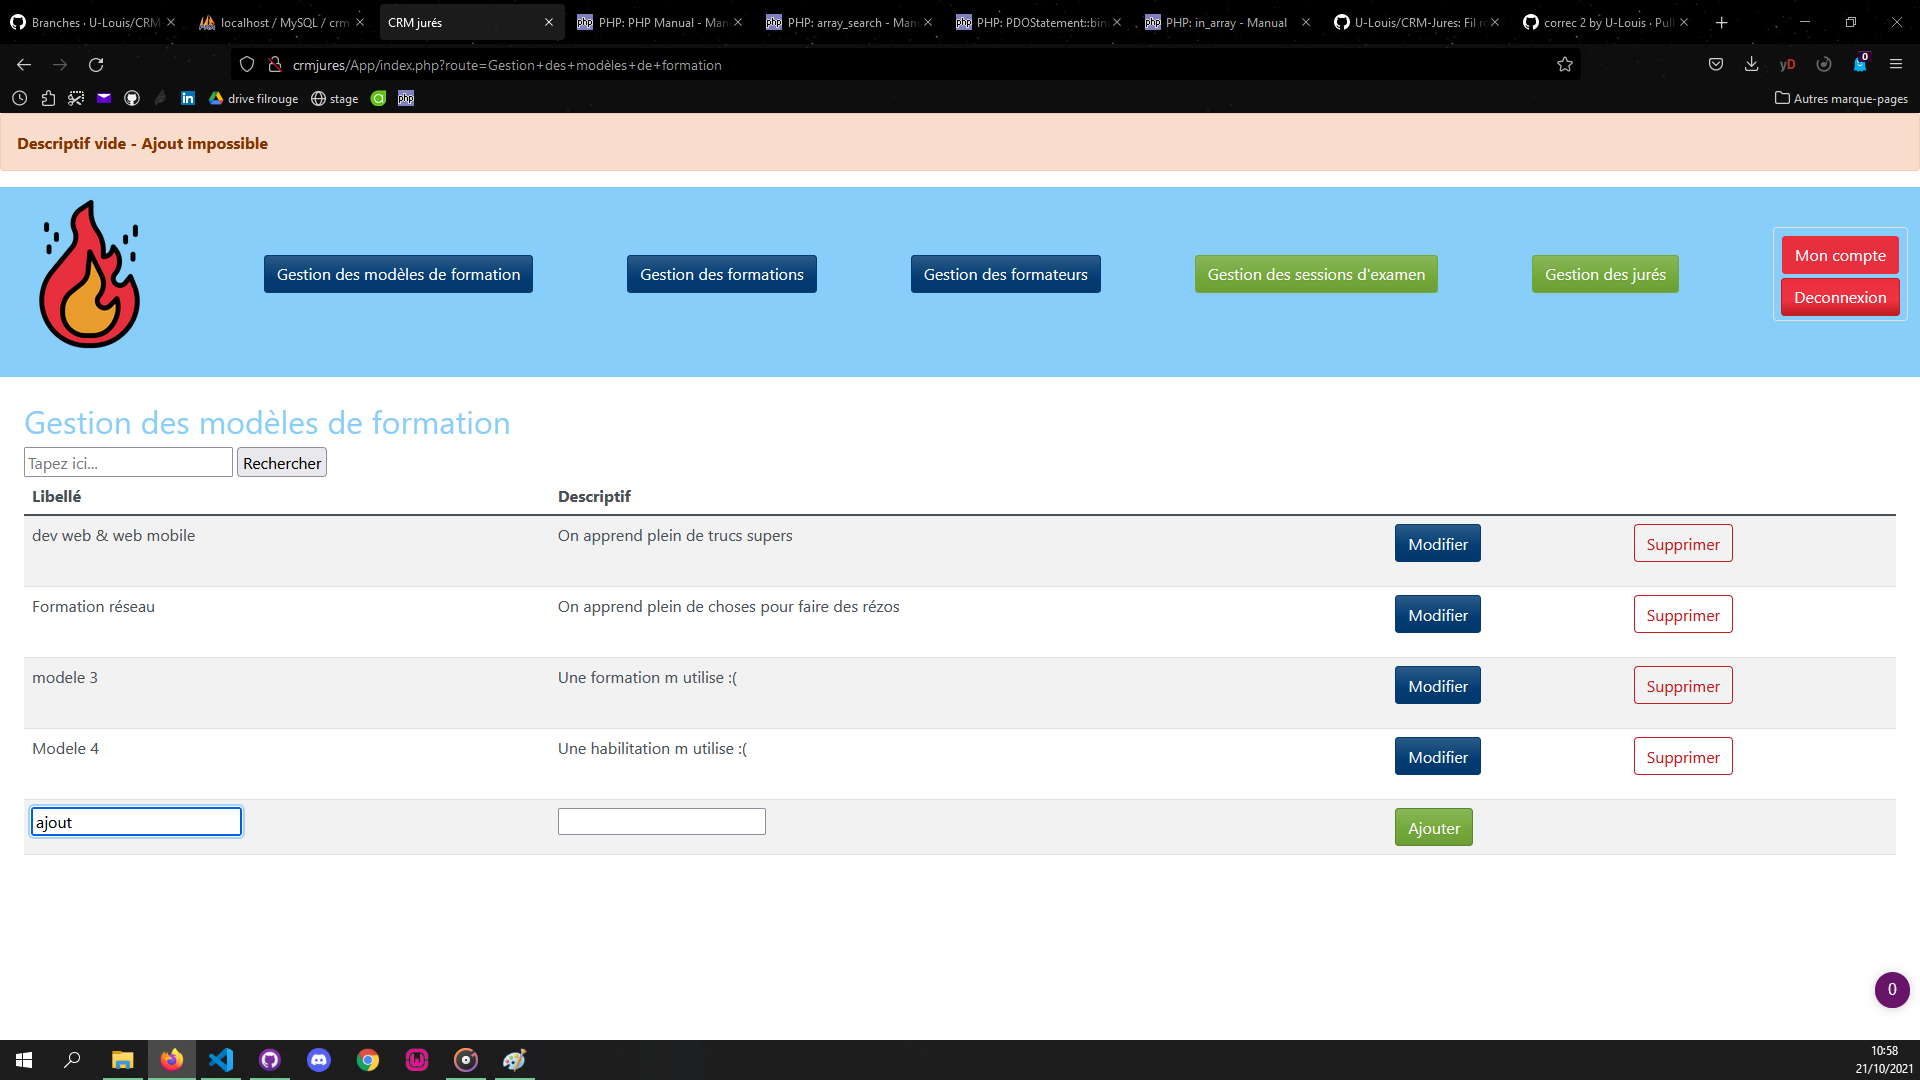 Branches · U-Louis/CRM
localhost / MySQL / crm
CRM jurés
PHP: PHP Manual - Man
PHP: array_search - Manu
PHP: PDOStatement::bin
PHP: in_array - Manual
U-Louis/CRM-Jures: Fil ro
correc 2 by U-Louis · Pull
crmjures/App/index.php?route=Gestion+des+modèles+de+formation
yD
0
drive filrouge
stage
php
Autres marque-pages
Descriptif vide - Ajout impossible
Gestion des modèles de formation
Gestion des formations
Gestion des formateurs
Gestion des sessions d'examen
Gestion des jurés
Mon compte
Deconnexion
Gestion des modèles de formation
Tapez ici... Rechercher
Libellé Descriptif
dev web & web mobile On apprend plein de trucs supers Modifier Supprimer
Formation réseau On apprend plein de choses pour faire des rézos Modifier Supprimer
modele 3 Une formation m utilise :( Modifier Supprimer
Modele 4 Une habilitation m utilise :( Modifier Supprimer
ajout Ajouter
0
10:58
21/10/2021